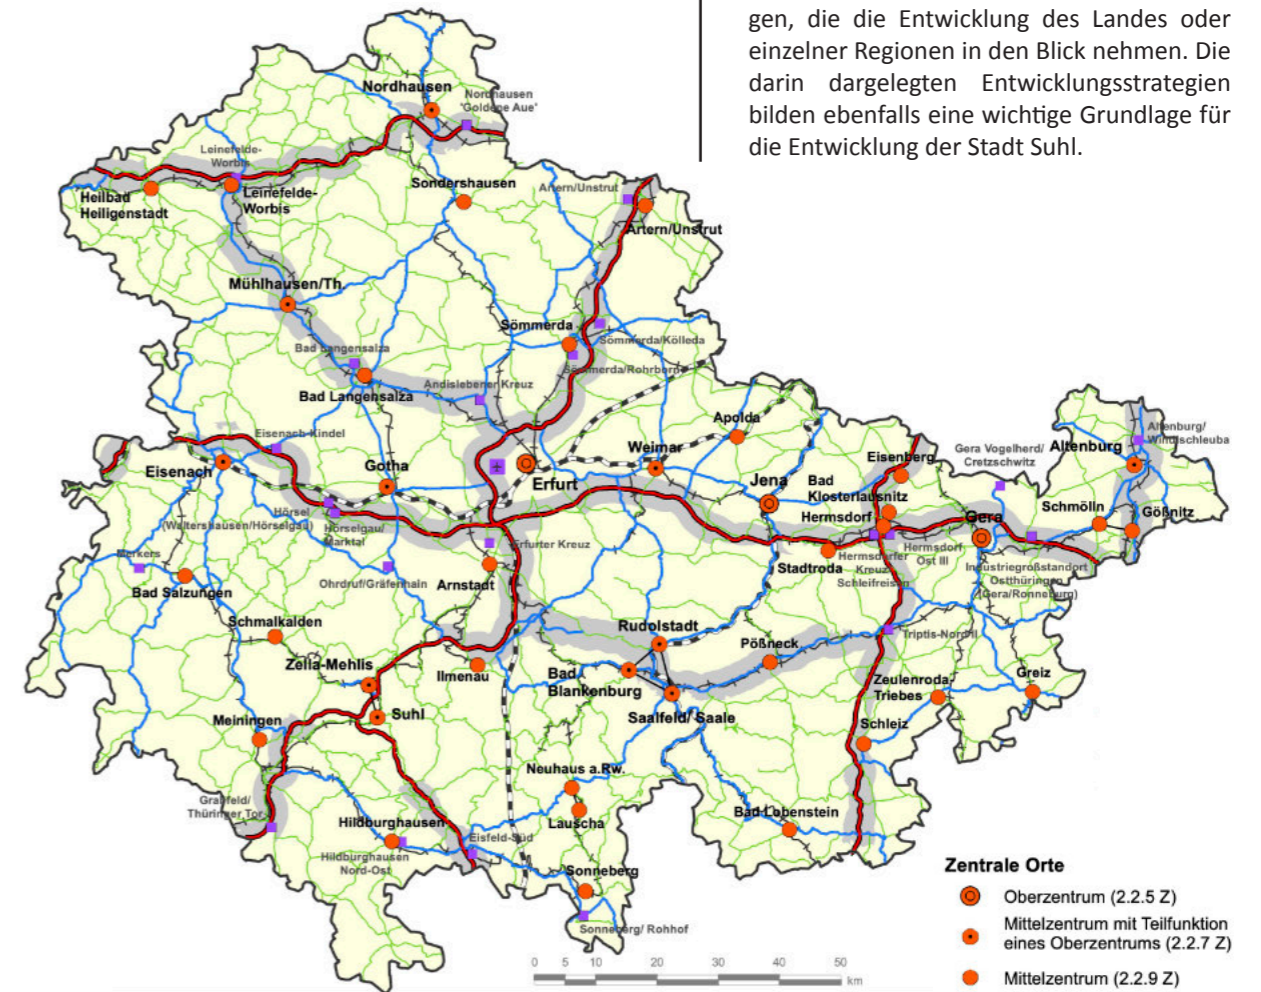 gen, die die Entwicklung des Landes oder
einzelner Regionen in den Blick nehmen. Die
darin dargelegten Entwicklungsstrategien
bilden ebenfalls eine wichtige Grundlage für
die Entwicklung der Stadt Suhl.
Nordhausen
Nordhausen
'Goldene Aue'
Leinefelde-
Worbis
Heilbad
Heiligenstadt
Leinefelde-
Worbis
Sondershausen
Artern/Unstrut
Artern/Unstrut
Mühlhausen/Th.
Sömmerda
Sömmerda/Kölleda
Bad Langensalza
Sömmerda/Rohrborn
Andislebener Kreuz
Bad Langensalza
Apolda
Eisenach-Kindel
Eisenach
Gotha
Weimar
Erfurt
Jena
Bad
Klosterlausnitz
Eisenberg
Gera Vogelherd/
Cretzschwitz
Altenburg
Altenburg/
Windischleuba
Hermsdorf
Gera
Schmölln
Gößnitz
Hörsel
(Waltershausen/Hörselgau)
Hörselgau/
Marktal
Erfurter Kreuz
Stadtroda
Hermsdorfer
Kreuz
Schleifreisen
Hermsdorf
Ost III
Industriegroßstandort
Ostthüringen
(Gera/Ronneburg)
Merkers
Bad Salzungen
Ohrdruf/Gräfenhain
Arnstadt
Schmalkalden
Rudolstadt
Pößneck
Triptis-Nord II
Zella-Mehlis
Ilmenau
Bad
Blankenburg
Zeulenroda
Triebes
Greiz
Meiningen
Suhl
Saalfeld/ Saale
Schleiz
Neuhaus a.Rw.
Grabfeld/
Thüringer Tor
Hildburghausen
Lauscha
Bad Lobenstein
Hildburghausen
Nord-Ost
Eisfeld-Süd
Sonneberg
Sonneberg/ Rohhof
Zentrale Orte
Oberzentrum (2.2.5 Z)
Mittelzentrum mit Teilfunktion
eines Oberzentrums (2.2.7 Z)
Mittelzentrum (2.2.9 Z)
0 5 10 20 30 40 50
km